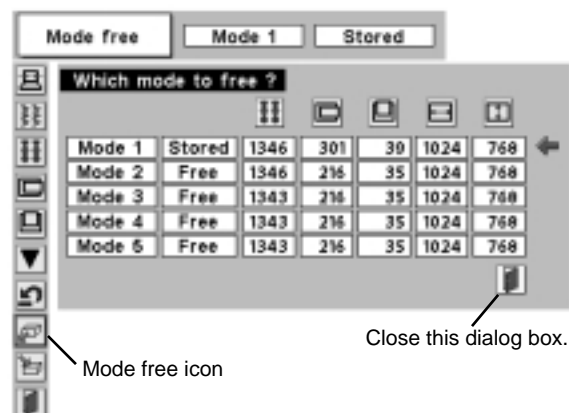 Mode free Mode 1 Stored
Which mode to free ?
Mode 1 Stored 1346 301 39 1024 768
Mode 2 Free 1346 216 35 1024 768
Mode 3 Free 1343 216 35 1024 768
Mode 4 Free 1343 216 35 1024 768
Mode 5 Free 1343 216 35 1024 768
Close this dialog box.
Mode free icon